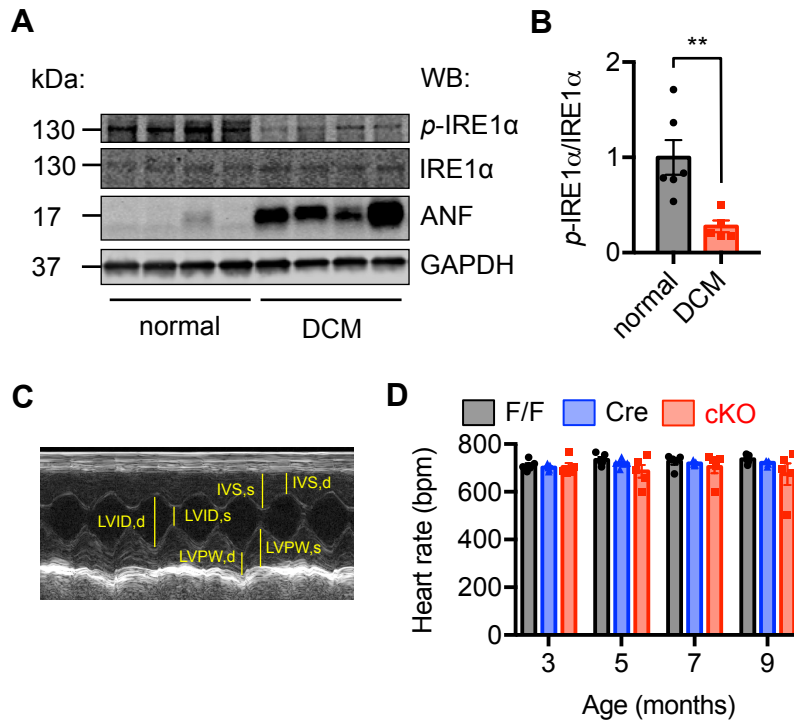 A
kDa:
WB:
130
p-IRE1α
130
IRE1α
17
ANF
37
GAPDH
normal
DCM
B
**
2
1
0
p-IRE1α/IRE1α
normal
DCM
C
IVS,s
IVS,d
LVID,d
LVID,s
LVPW,d
LVPW,s
D
F/F
Cre
cKO
800
600
400
200
0
Heart rate (bpm)
3 5 7 9
Age (months)